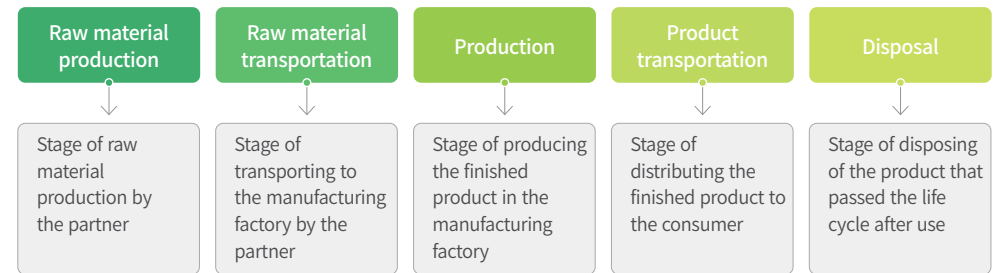 Raw material
production
Raw material
transportation
Production
Product
transportation
Disposal
Stage of raw
material
production by
the partner
Stage of
transporting to
the manufacturing
factory by the
partner
Stage of producing
the finished
product in the
manufacturing
factory
Stage of
distributing the
finished product to
the consumer
Stage of disposing
of the product that
passed the life
cycle after use